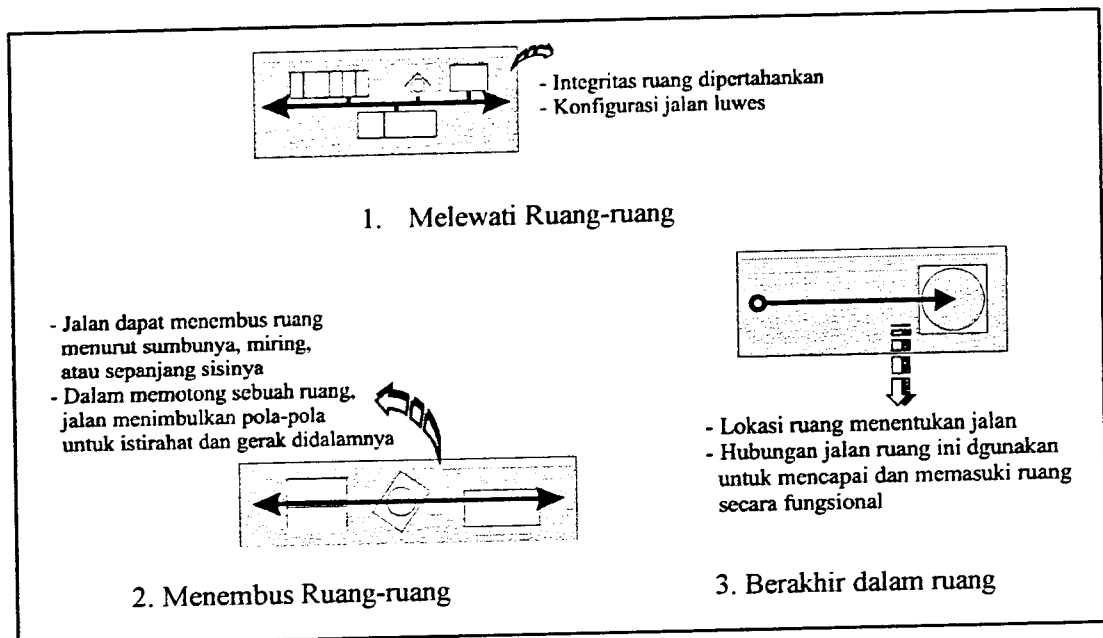 - Integritas ruang dipertahankan
- Konfigurasi jalan luwes
1. Melewati Ruang-ruang
- Jalan dapat menembus ruang
menurut sumbunya, miring,
atau sepanjang sisinya
- Dalam memotong sebuah ruang,
jalan menimbulkan pola-pola
untuk istirahat dan gerak didalamnya
2. Menembus Ruang-ruang
- Lokasi ruang menentukan jalan
- Hubungan jalan ruang ini dgunakan
untuk mencapai dan memasuki ruang
secara fungsional
3. Berakhir dalam ruang